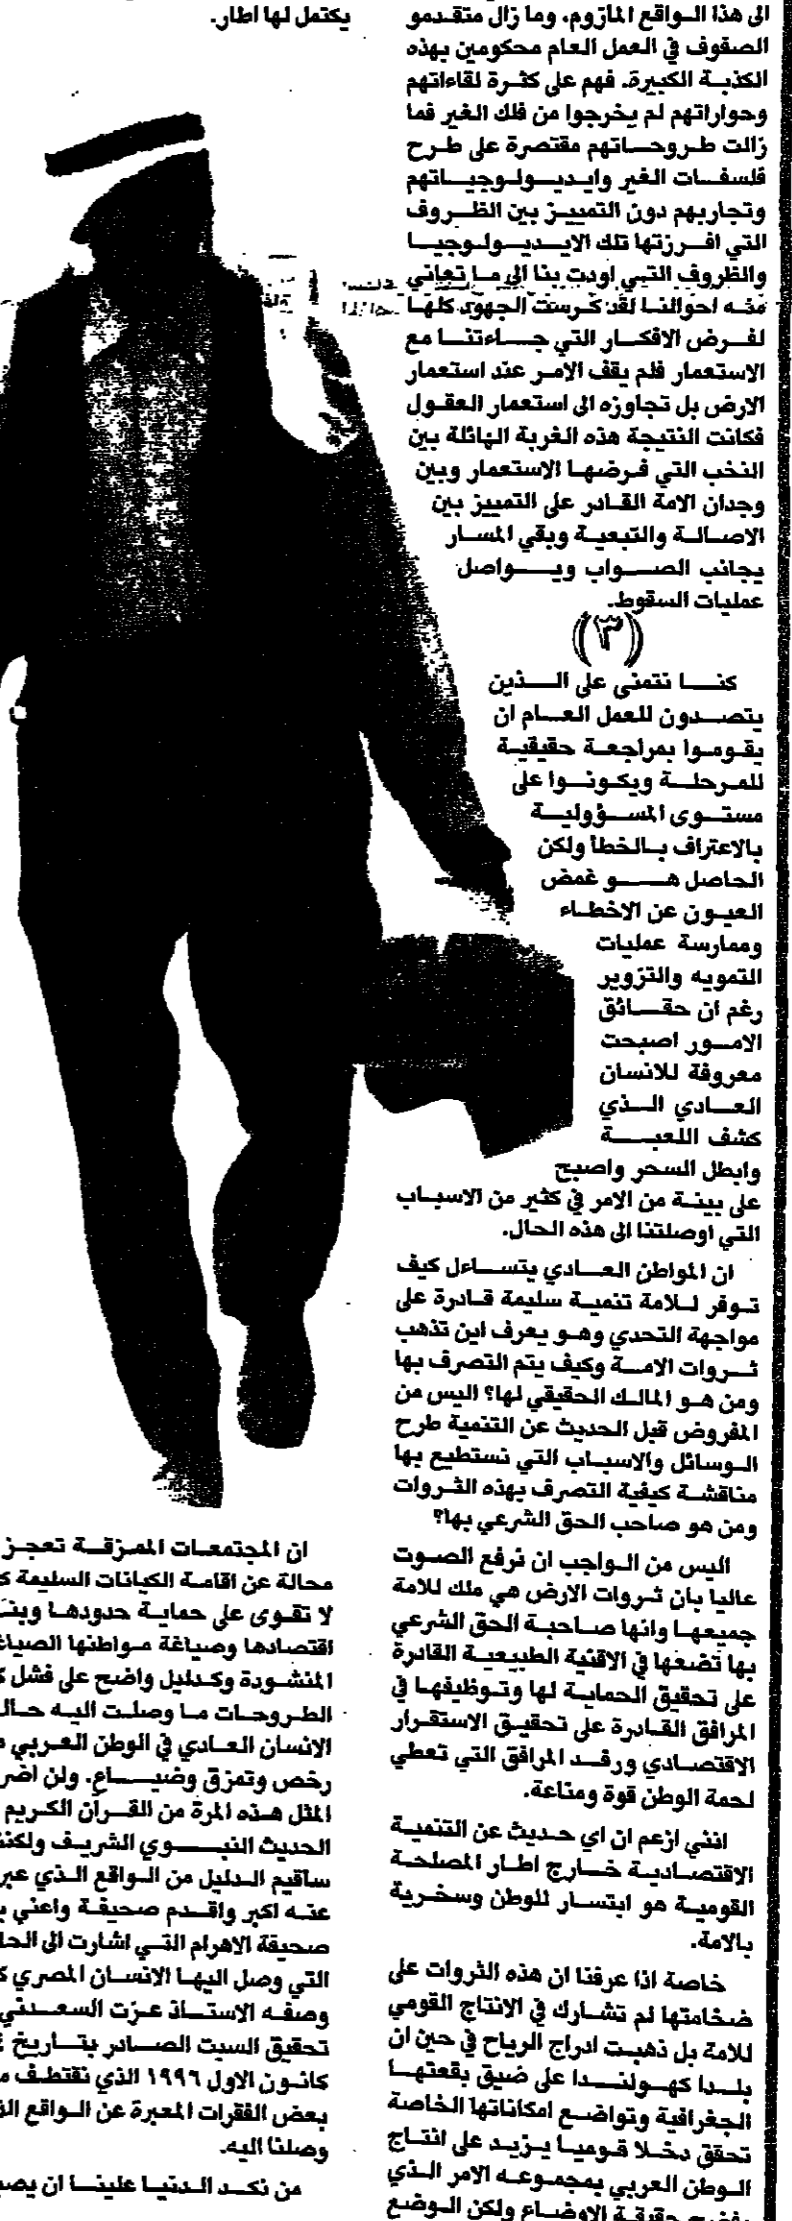 الى هذا الواقع المأزوم، وما زال متقدمو
الصفوف في العمل العام محكومين بهذه
الكذبة الكبيرة. فهم على كثرة لقاءاتهم
وحواراتهم لم يخرجوا من فلك الغير فما
زالت طروحاتهم مقتصرة على طرح
فلسفات الغير وايديولوجياتهم
وتجاربهم دون التمييز بين الظروف
التي افرزتها تلك الايديولوجيا
والظروف التي اودت بنا الى ما تعاني
منه احوالنا لقد كرست الجهود كلها
لفرض الافكار التي جاءتنا مع
الاستعمار فلم يقف الامر عند استعمار
الارض بل تجاوزه الى استعمار العقول
فكانت النتيجة هذه الغربة الهائلة بين
النخب التي فرضها الاستعمار وبين
وجدان الامة القادر على التمييز بين
الاصالة والتبعية وبقي المسار
يجانب الصواب ويواصل
عمليات السقوط.
(٣)
كنا نتمنى على الذين
يتصدون للعمل العام ان
يقوموا بمراجعة حقيقية
للمرحلة ويكونوا على
مستوى المسؤولية
بالاعتراف بالخطأ ولكن
الحاصل هو غمض
العيون عن الاخطاء
وممارسة عمليات
التمويه والتزوير
رغم ان حقائق
الامور اصبحت
معروفة للانسان
العادي الذي
كشف اللعبة
وابطل السحر واصبح
على بينة من الامر في كثير من الاسباب
التي اوصلتنا الى هذه الحال.
ان المواطن العادي يتساءل كيف
توفر للامة تنمية سليمة قادرة على
مواجهة التحدي وهو يعرف اين تذهب
ثروات الامة وكيف يتم التصرف بها
ومن هو المالك الحقيقي لها؟ اليس من
المفروض قبل الحديث عن التنمية طرح
الوسائل والاسباب التي نستطيع بها
مناقشة كيفية التصرف بهذه الثروات
ومن هو صاحب الحق الشرعي بها؟
اليس من الواجب ان نرفع الصوت
عاليا بان ثروات الارض هي ملك للامة
جميعها وانها صاحبة الحق الشرعي
بها تضعها في الاقنية الطبيعية القادرة
على تحقيق الحماية لها وتوظيفها في
المرافق القادرة على تحقيق الاستقرار
الاقتصادي ورفد المرافق التي تعطي
لحمة الوطن قوة ومناعة.
انني ازعم ان اي حديث عن التنمية
الاقتصادية خارج اطار المصلحة
القومية هو ابتسار للوطن وسخرية
بالامة.
خاصة اذا عرفنا ان هذه الثروات على
ضخامتها لم تشارك في الانتاج القومي
للامة بل ذهبت ادراج الرياح في حين ان
بلدا كهولندا على ضيق بقعتها
الجغرافية وتواضع امكاناتها الخاصة
تحقق دخلا قوميا يزيد على انتاج
الوطن العربي بمجموعه الامر الذي
يفضح حقيقة الاوضاع ولكن الوضع
يكتمل لها اطار.
ان المجتمعات الممزقة تعجز
محالة عن اقامة الكيانات السليمة
لا تقوى على حماية حدودها
اقتصادها وصياغة مواطنها
المنشودة وكدليل واضح على فشل
الطروحات ما وصلت اليه
الانسان العادي في الوطن العربي
رخص وتمزق وضياع. ولن
المثل هذه المرة من القرآن الكريم
الحديث النبوي الشريف
ساقيم الدليل من الواقع الذي
عنه اكبر واقدم صحيفة واعني
صحيفة الاهرام التي اشارت الى
التي وصل اليها الانسان المصري
وصفه الاستاذ عزت السعدني
تحقيق السبت الصادر بتاريخ
كانون الاول ١٩٩٦ الذي نقتطف
بعض الفقرات المعبرة عن الواقع
وصلنا اليه.
من نكد الدنيا علينا ان